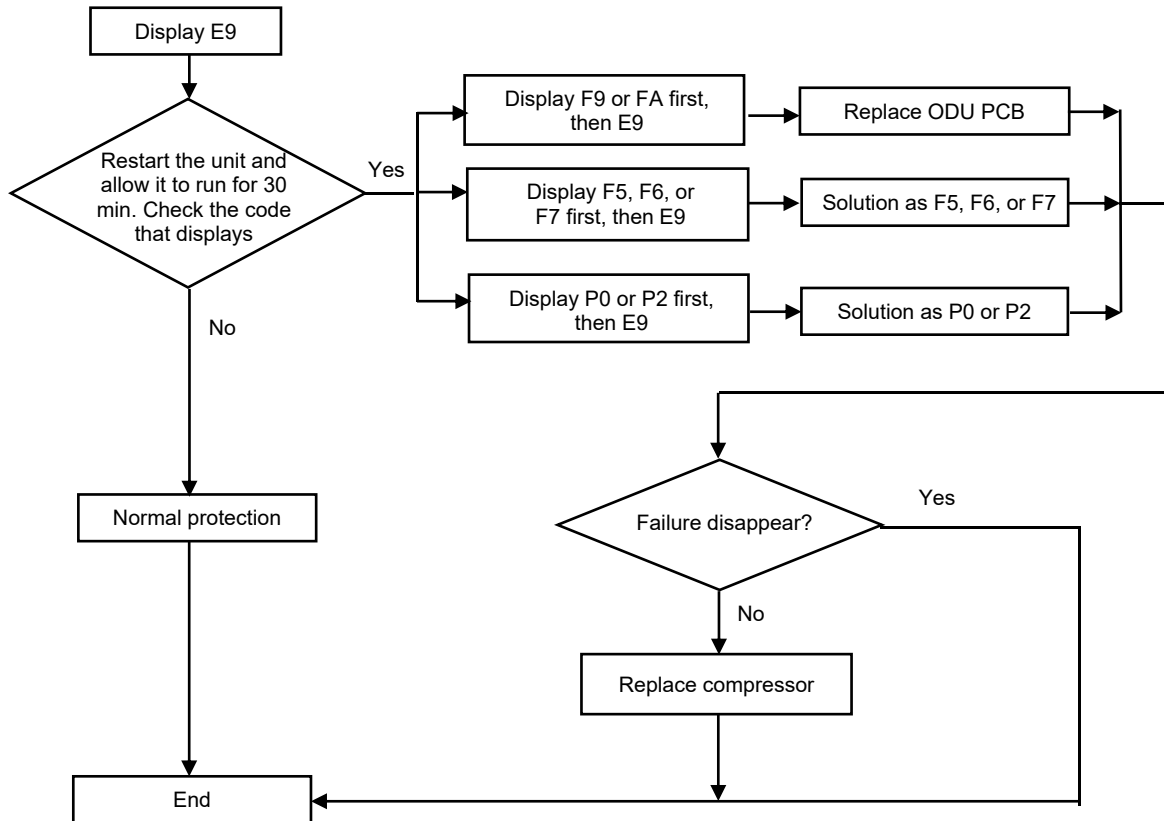 Display E9
Restart the unit and
allow it to run for 30
min. Check the code
that displays
Yes
No
Display F9 or FA first,
then E9
Replace ODU PCB
Display F5, F6, or
F7 first, then E9
Solution as F5, F6, or F7
Display P0 or P2 first,
then E9
Solution as P0 or P2
Normal protection
Failure disappear?
Yes
No
Replace compressor
End